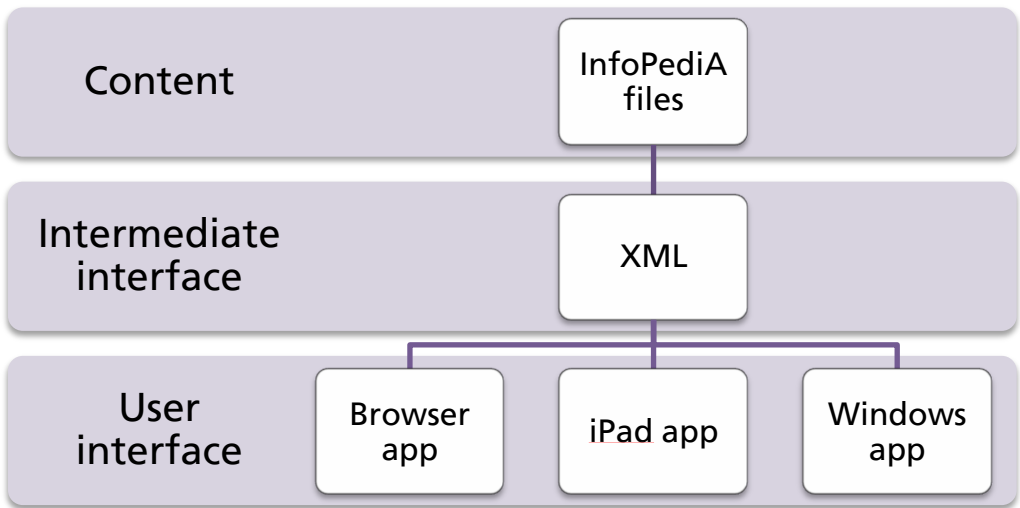 Content
InfoPediA
files
Intermediate
interface
XML
User
interface
Browser
app
iPad app
Windows
app